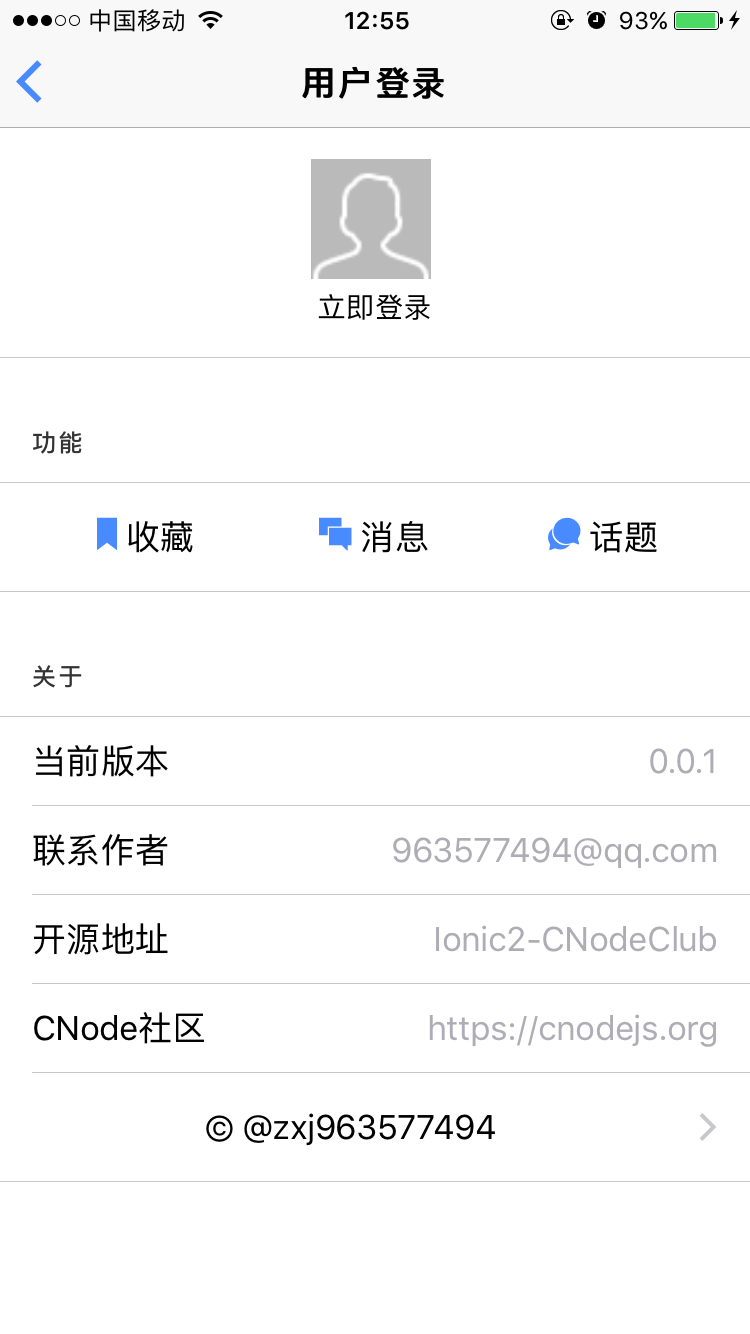 中国移动 12:55 93%
用户登录
立即登录
功能
收藏 消息 话题
关于
当前版本 0.0.1
联系作者 963577494@qq.com
开源地址 Ionic2-CNodeClub
CNode社区 https://cnodejs.org
© @zxj963577494